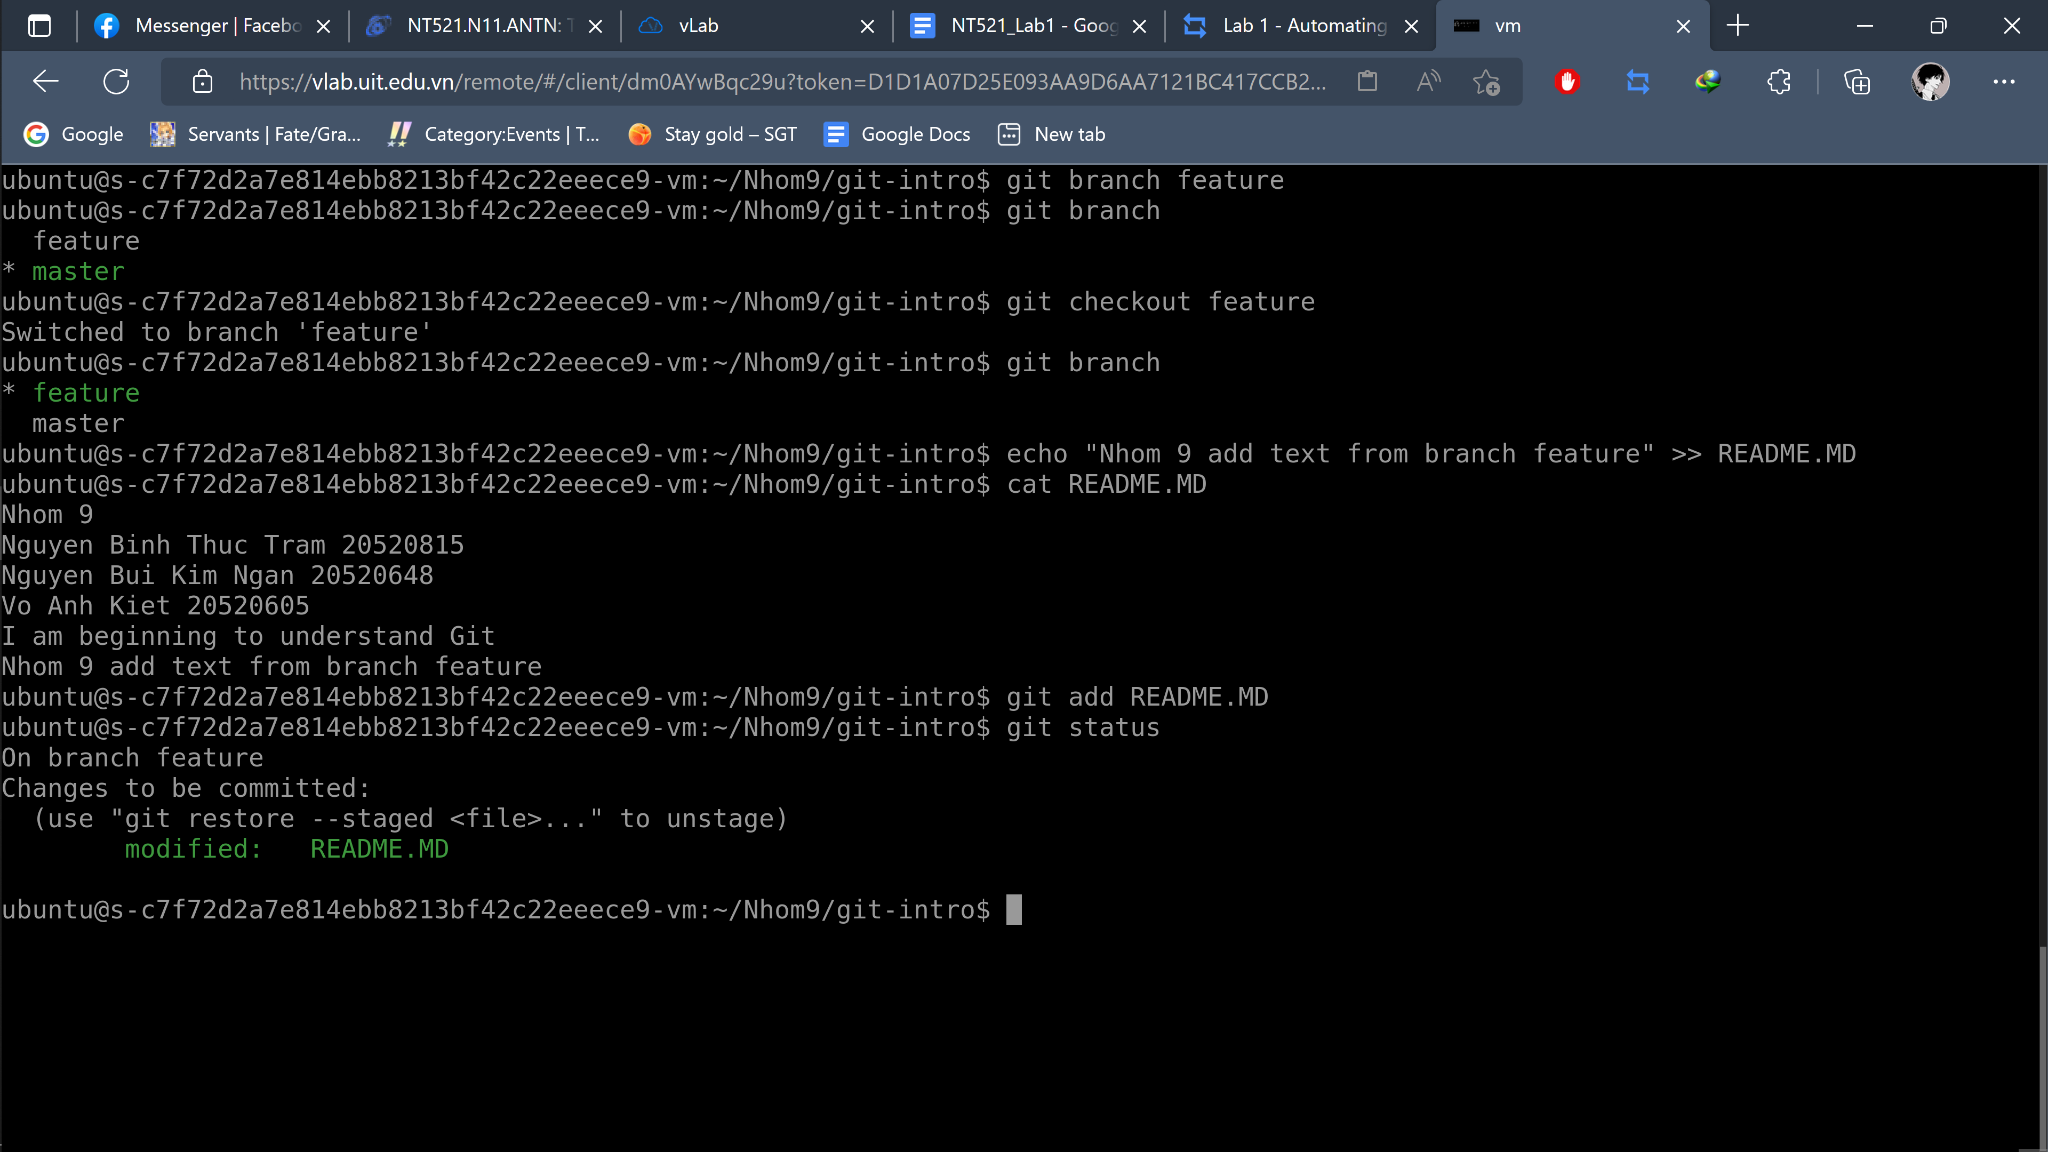 Messenger | Facebo
NT521.N11.ANTN: T
vLab
NT521_Lab1 - Goog
Lab 1 - Automating
vm
https://vlab.uit.edu.vn/remote/#/client/dm0AYwBqc29u?token=D1D1A07D25E093AA9D6AA7121BC417CCB2...
Google
Servants | Fate/Gra...
Category:Events | T...
Stay gold – SGT
Google Docs
New tab
ubuntu@s-c7f72d2a7e814ebb8213bf42c22eeece9-vm:~/Nhom9/git-intro$ git branch feature
ubuntu@s-c7f72d2a7e814ebb8213bf42c22eeece9-vm:~/Nhom9/git-intro$ git branch
  feature
* master
ubuntu@s-c7f72d2a7e814ebb8213bf42c22eeece9-vm:~/Nhom9/git-intro$ git checkout feature
Switched to branch 'feature'
ubuntu@s-c7f72d2a7e814ebb8213bf42c22eeece9-vm:~/Nhom9/git-intro$ git branch
* feature
  master
ubuntu@s-c7f72d2a7e814ebb8213bf42c22eeece9-vm:~/Nhom9/git-intro$ echo "Nhom 9 add text from branch feature" >> README.MD
ubuntu@s-c7f72d2a7e814ebb8213bf42c22eeece9-vm:~/Nhom9/git-intro$ cat README.MD
Nhom 9
Nguyen Binh Thuc Tram 20520815
Nguyen Bui Kim Ngan 20520648
Vo Anh Kiet 20520605
I am beginning to understand Git
Nhom 9 add text from branch feature
ubuntu@s-c7f72d2a7e814ebb8213bf42c22eeece9-vm:~/Nhom9/git-intro$ git add README.MD
ubuntu@s-c7f72d2a7e814ebb8213bf42c22eeece9-vm:~/Nhom9/git-intro$ git status
On branch feature
Changes to be committed:
  (use "git restore --staged <file>..." to unstage)
        modified:   README.MD
ubuntu@s-c7f72d2a7e814ebb8213bf42c22eeece9-vm:~/Nhom9/git-intro$